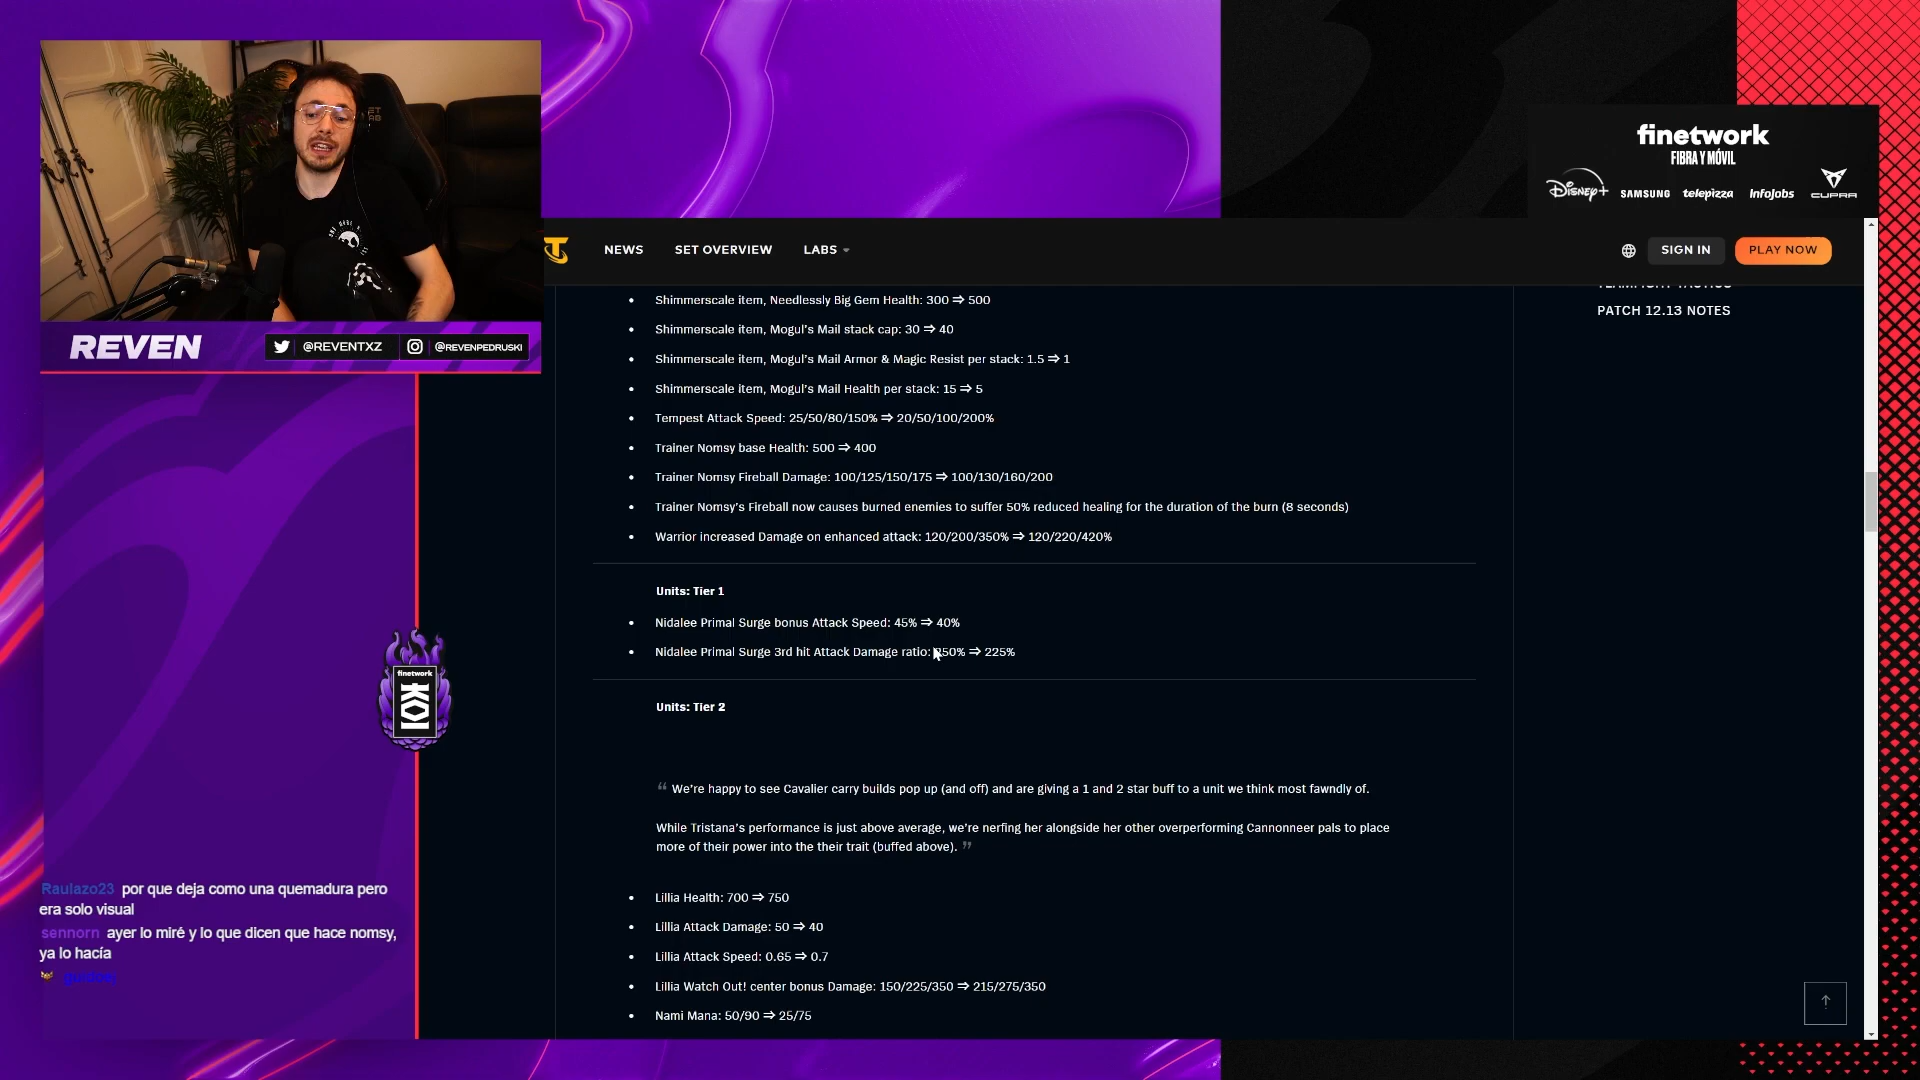 finetwork
FIBRA Y MÓVIL
Disney+ SAMSUNG telepizza InfoJobs CUPRA
REVEN @REVENTXZ @REVENPEDRUSKI
NEWS SET OVERVIEW LABS SIGN IN PLAY NOW
PATCH 12.13 NOTES
• Shimmerscale item, Needlessly Big Gem Health: 300 ⇒ 500
• Shimmerscale item, Mogul's Mail stack cap: 30 ⇒ 40
• Shimmerscale item, Mogul's Mail Armor & Magic Resist per stack: 1.5 ⇒ 1
• Shimmerscale item, Mogul's Mail Health per stack: 15 ⇒ 5
• Tempest Attack Speed: 25/50/80/150% ⇒ 20/50/100/200%
• Trainer Nomsy base Health: 500 ⇒ 400
• Trainer Nomsy Fireball Damage: 100/125/150/175 ⇒ 100/130/160/200
• Trainer Nomsy's Fireball now causes burned enemies to suffer 50% reduced healing for the duration of the burn (8 seconds)
• Warrior increased Damage on enhanced attack: 120/200/350% ⇒ 120/220/420%
Units: Tier 1
• Nidalee Primal Surge bonus Attack Speed: 45% ⇒ 40%
• Nidalee Primal Surge 3rd hit Attack Damage ratio: 250% ⇒ 225%
Units: Tier 2
“ We're happy to see Cavalier carry builds pop up (and off) and are giving a 1 and 2 star buff to a unit we think most fawndly of.
While Tristana's performance is just above average, we're nerfing her alongside her other overperforming Cannonneer pals to place
more of their power into the their trait (buffed above). ”
• Lillia Health: 700 ⇒ 750
• Lillia Attack Damage: 50 ⇒ 40
• Lillia Attack Speed: 0.65 ⇒ 0.7
• Lillia Watch Out! center bonus Damage: 150/225/350 ⇒ 215/275/350
• Nami Mana: 50/90 ⇒ 25/75
finetwork
KOI
Raulazo23 por que deja como una quemadura pero
era solo visual
sennorn ayer lo miré y lo que dicen que hace nomsy,
ya lo hacía